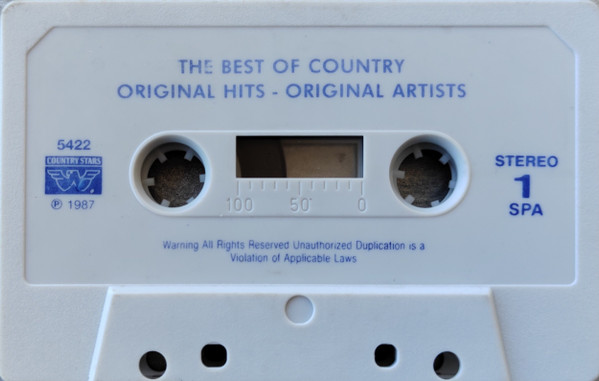 THE BEST OF COUNTRY
ORIGINAL HITS - ORIGINAL ARTISTS
5422
COUNTRY STARS
℗ 1987
STEREO
1
SPA
100 50 0
Warning All Rights Reserved Unauthorized Duplication is a
Violation of Applicable Laws